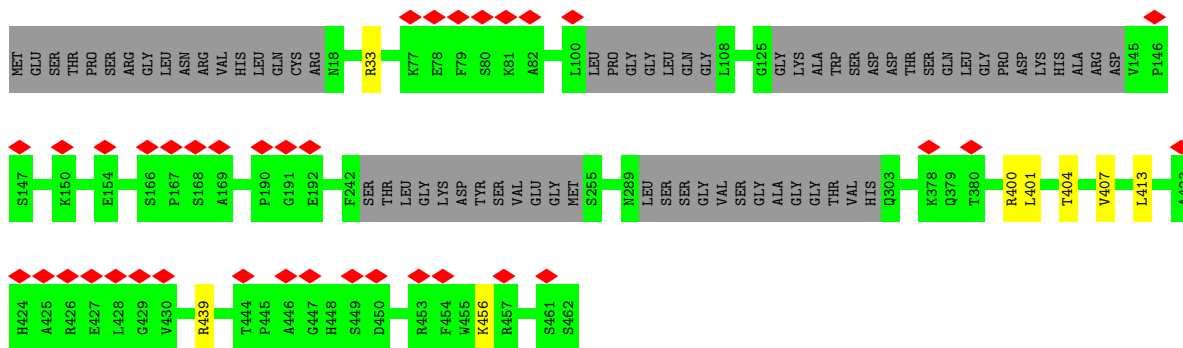 MET GLU SER THR PRO SER ARG GLY LEU ASN ARG VAL HIS LEU GLN CYS ARG N18 R33 K77 E78 F79 S80 K81 A82 L100 LEU PRO GLY GLY LEU GLN GLY L108 G125 GLY LYS ALA TRP SER ASP ASP THR SER GLN LEU GLY PRO ASP LYS HIS ALA ARG ASP V145 P146
S147 K150 E154 S166 P167 S168 A169 P190 G191 E192 F242 SER THR LEU GLY LYS ASP TYR SER VAL GLU GLY MET S255 N289 LEU SER SER GLY VAL SER GLY ALA GLY GLY THR VAL HIS Q303 K378 Q379 T380 R400 L401 T404 V407 L413
H424 A425 R426 E427 L428 G429 V430 R439 T444 P445 A446 G447 H448 S449 D450 R453 F454 W455 K456 R457 S461 S462